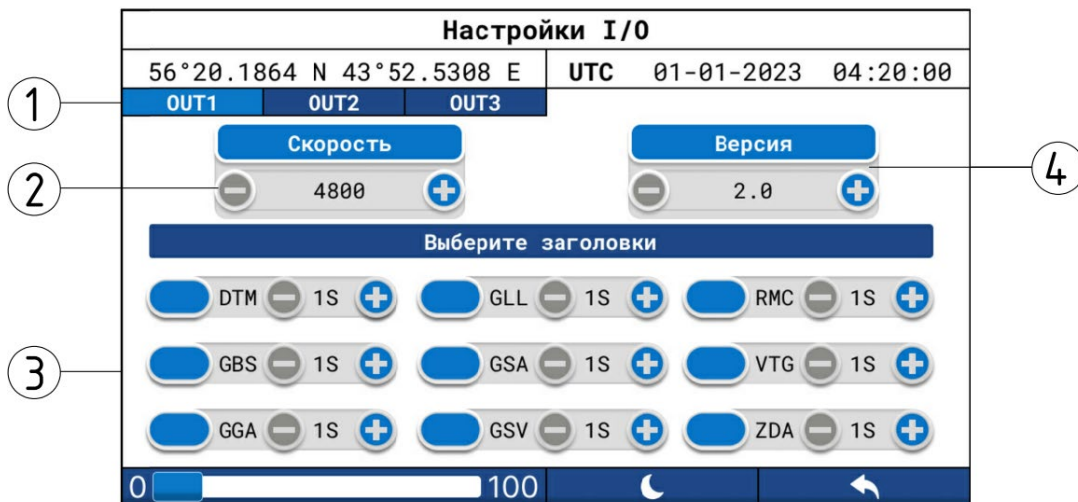 Настройки I/O
56°20.1864 N 43°52.5308 E UTC 01-01-2023 04:20:00
1 OUT1 OUT2 OUT3
Скорость Версия 4
2 4800 2.0
Выберите заголовки
DTM 1S GLL 1S RMC 1S
3 GBS 1S GSA 1S VTG 1S
GGA 1S GSV 1S ZDA 1S
0 100